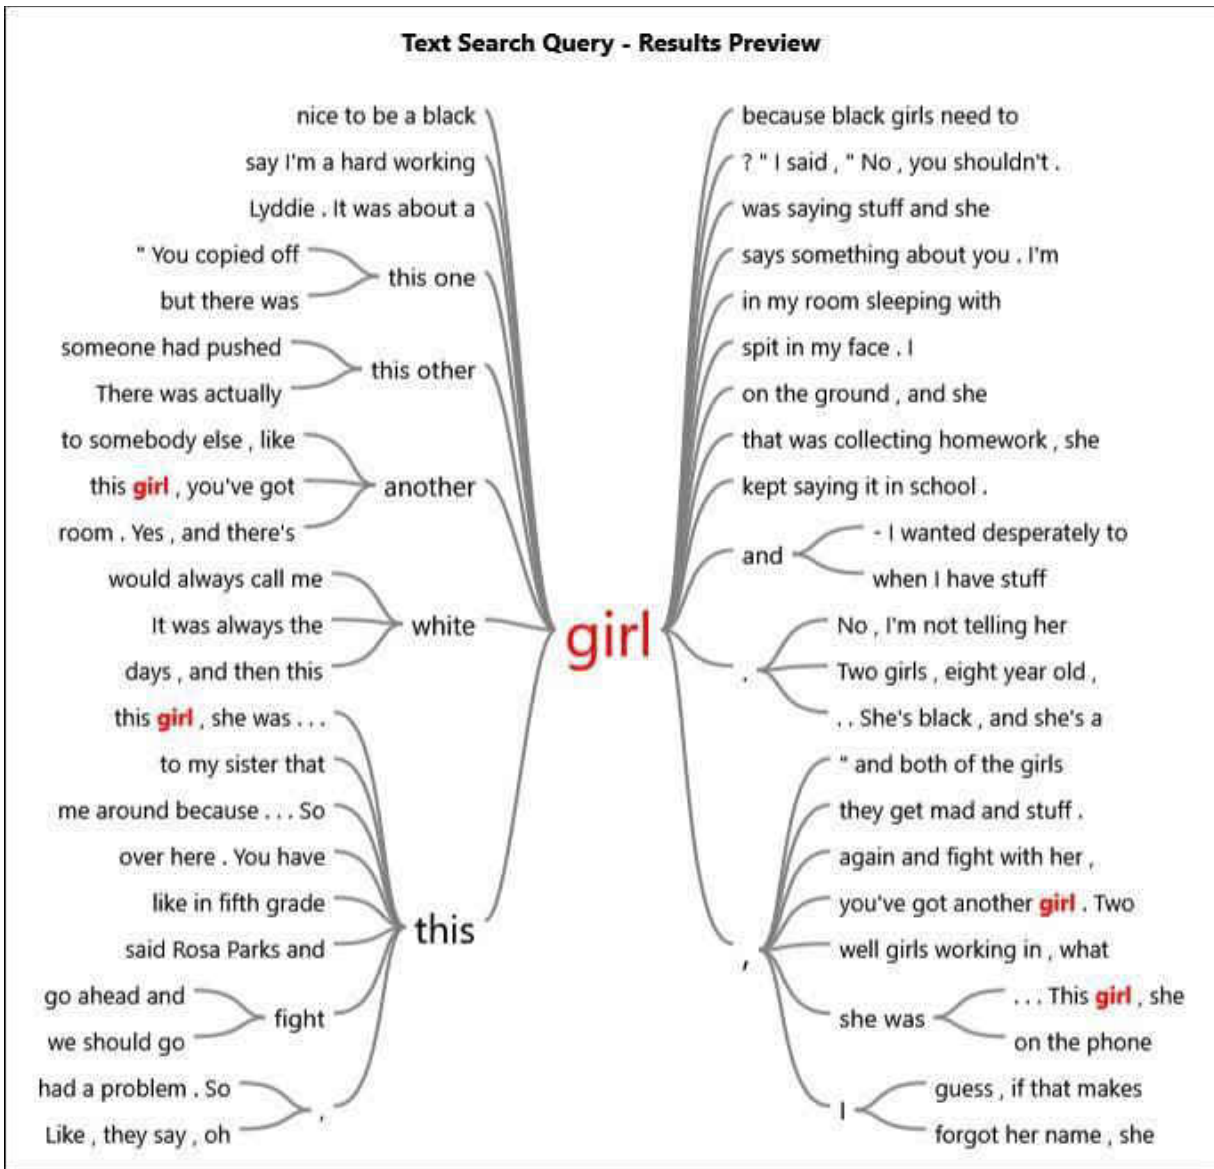 Text Search Query - Results Preview
nice to be a black
say I'm a hard working
Lyddie . It was about a
" You copied off
but there was
this one
someone had pushed
There was actually
this other
to somebody else , like
this girl , you've got
room . Yes , and there's
another
would always call me
It was always the
days , and then this
white
this girl , she was . . .
to my sister that
me around because . . . So
over here . You have
like in fifth grade
said Rosa Parks and
go ahead and
we should go
fight
had a problem . So
Like , they say , oh
,
this
girl
because black girls need to
? " I said , " No , you shouldn't .
was saying stuff and she
says something about you . I'm
in my room sleeping with
spit in my face . I
on the ground , and she
that was collecting homework , she
kept saying it in school .
and
- I wanted desperately to
when I have stuff
.
No , I'm not telling her
Two girls , eight year old ,
. . She's black , and she's a
,
" and both of the girls
they get mad and stuff .
again and fight with her ,
you've got another girl . Two
well girls working in , what
she was
. . . This girl , she
on the phone
I
guess , if that makes
forgot her name , she